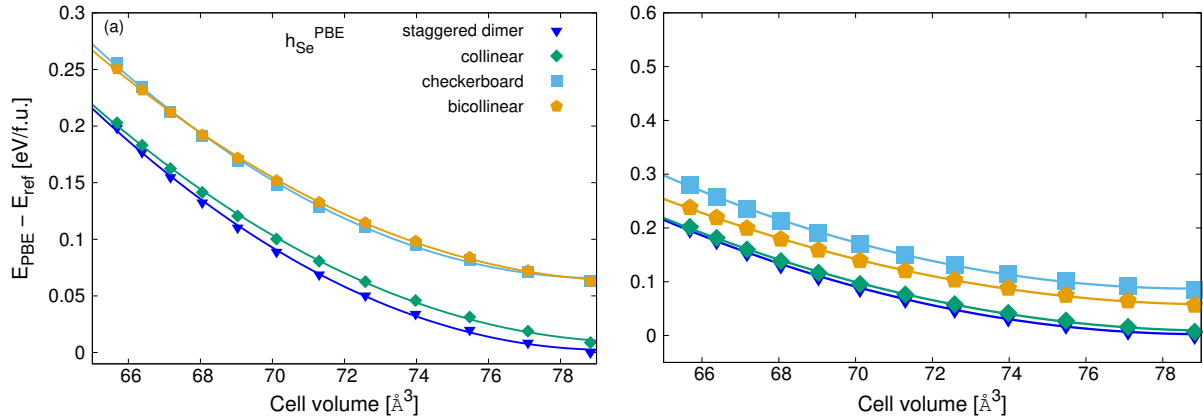 (a)
h_Se^PBE
staggered dimer
collinear
checkerboard
bicollinear
E_PBE − E_ref [eV/f.u.]
0.3
0.25
0.2
0.15
0.1
0.05
0
66 68 70 72 74 76 78
Cell volume [Å^3]
0.6
0.5
0.4
0.3
0.2
0.1
0
66 68 70 72 74 76 78
Cell volume [Å^3]